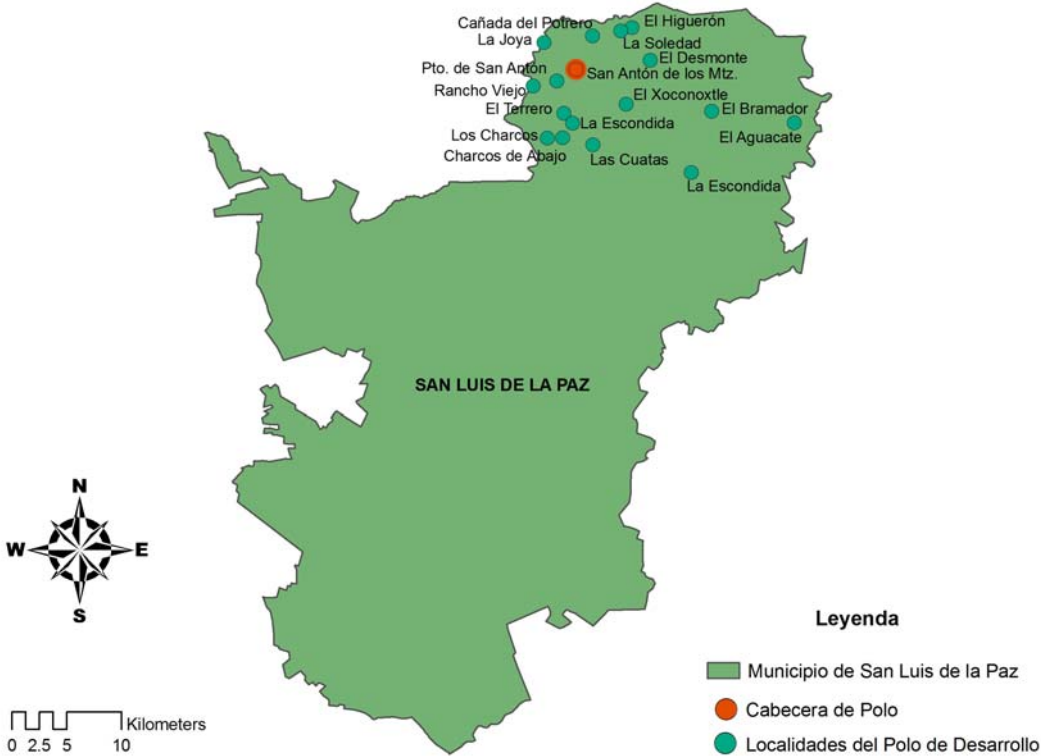 Cañada del Potrero
El Higuerón
La Joya
La Soledad
El Desmonte
Pto. de San Antón
San Antón de los Mtz.
Rancho Viejo
El Xoconoxtle
El Terrero
El Bramador
La Escondida
El Aguacate
Los Charcos
Charcos de Abajo
Las Cuatas
La Escondida
SAN LUIS DE LA PAZ
N
W
E
S
Leyenda
Municipio de San Luis de la Paz
Cabecera de Polo
Localidades del Polo de Desarrollo
Kilometers
0 2.5 5 10